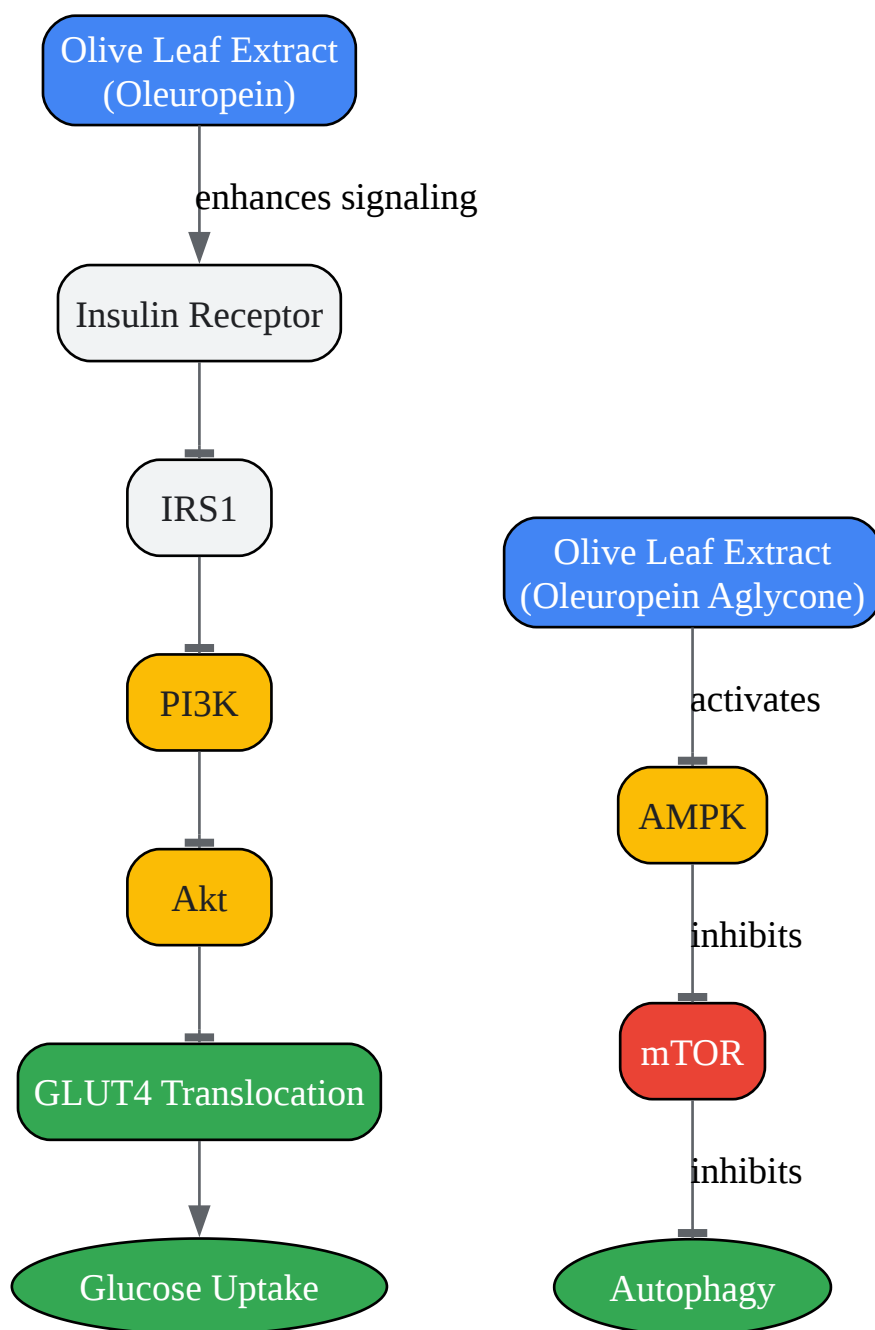 Olive Leaf Extract
(Oleuropein)
enhances signaling
Insulin Receptor
IRS1
PI3K
Akt
GLUT4 Translocation
Glucose Uptake
Olive Leaf Extract
(Oleuropein Aglycone)
activates
AMPK
inhibits
mTOR
inhibits
Autophagy